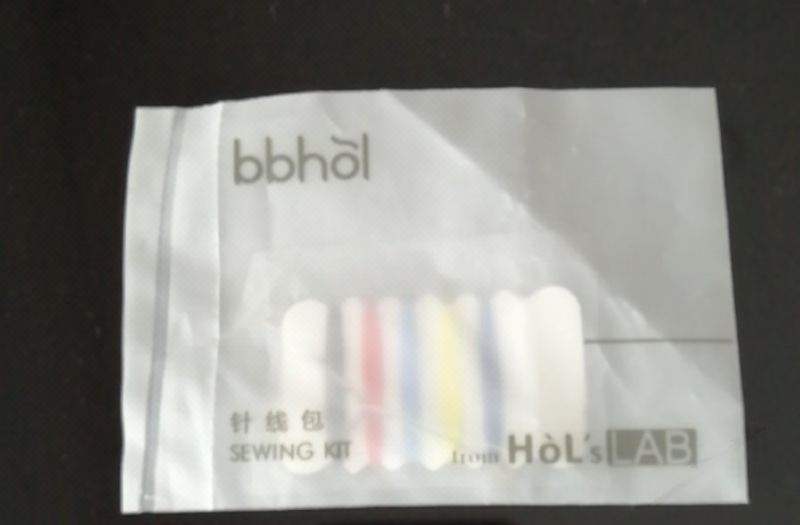 bbhòl
针线包
SEWING KIT
from HòL's LAB